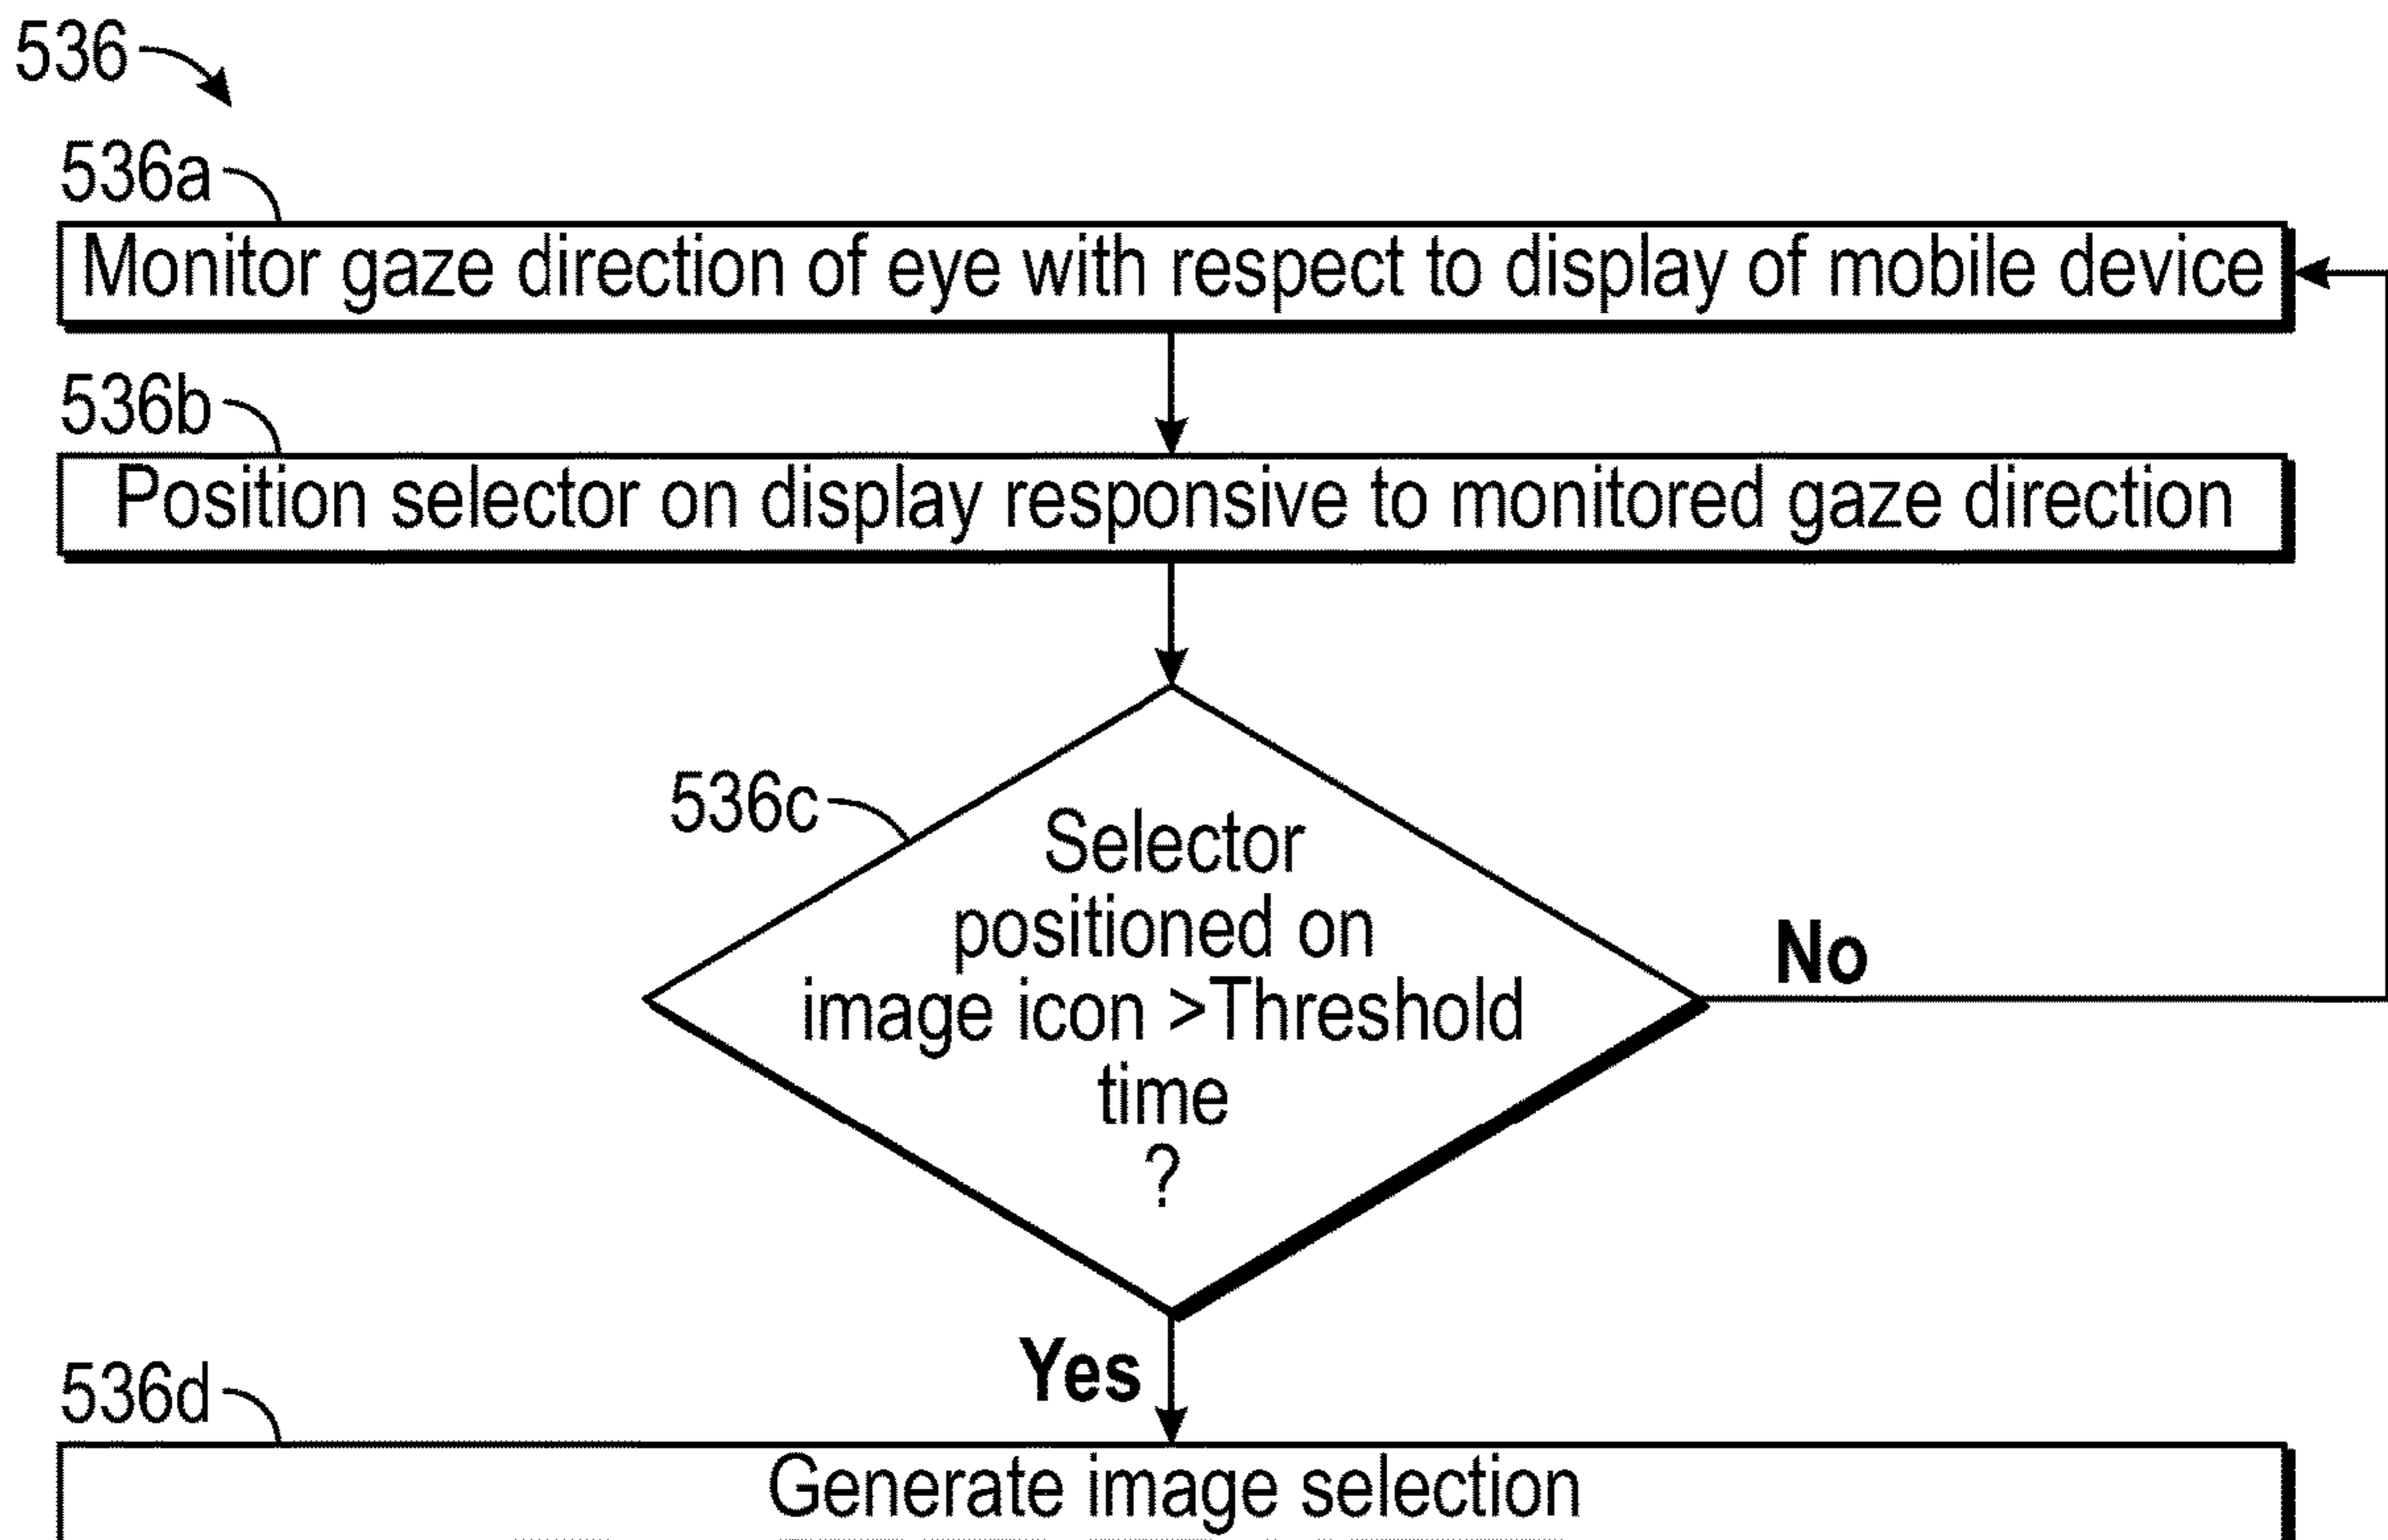 536
536a
Monitor gaze direction of eye with respect to display of mobile device
536b
Position selector on display responsive to monitored gaze direction
536c
Selector
positioned on
image icon >Threshold
time
?
No
Yes
536d
Generate image selection